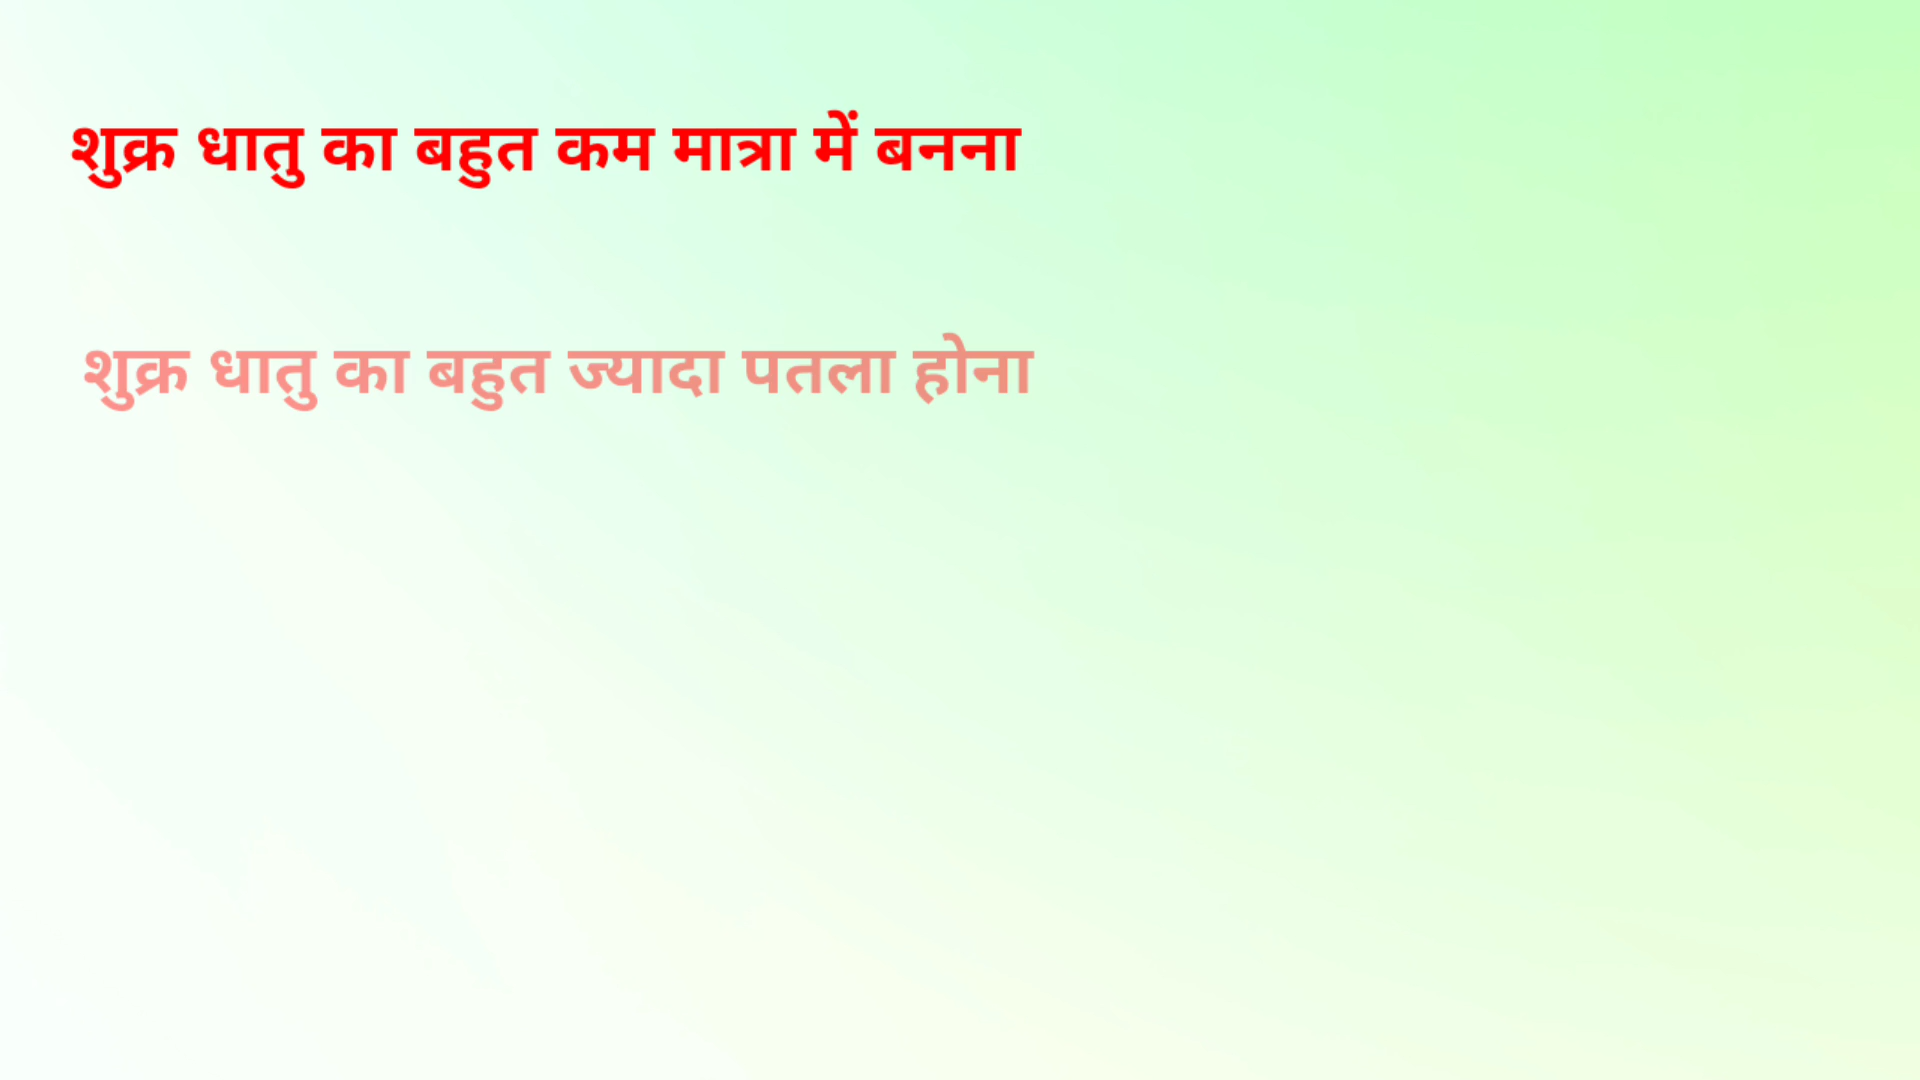 शुक्र धातु का बहुत कम मात्रा में बनना
शुक्र धातु का बहुत ज्यादा पतला होना